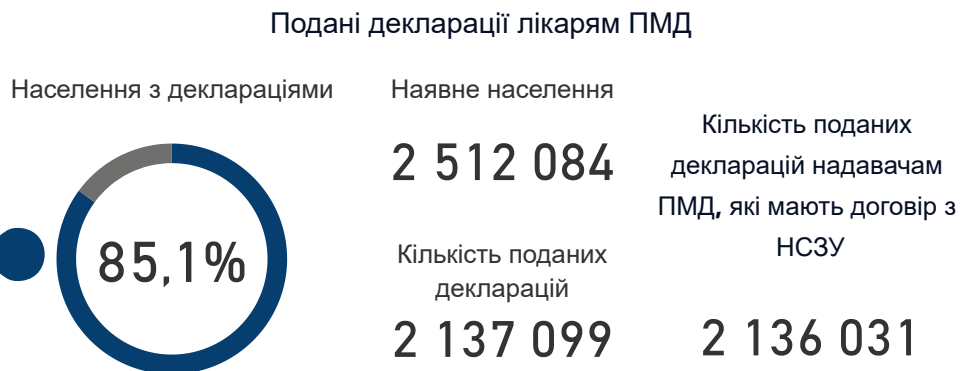 Подані декларації лікарям ПМД
Населення з деклараціями
85,1%
Наявне населення
2 512 084
Кількість поданих
декларацій
2 137 099
Кількість поданих
декларацій надавачам
ПМД, які мають договір з
НСЗУ
2 136 031